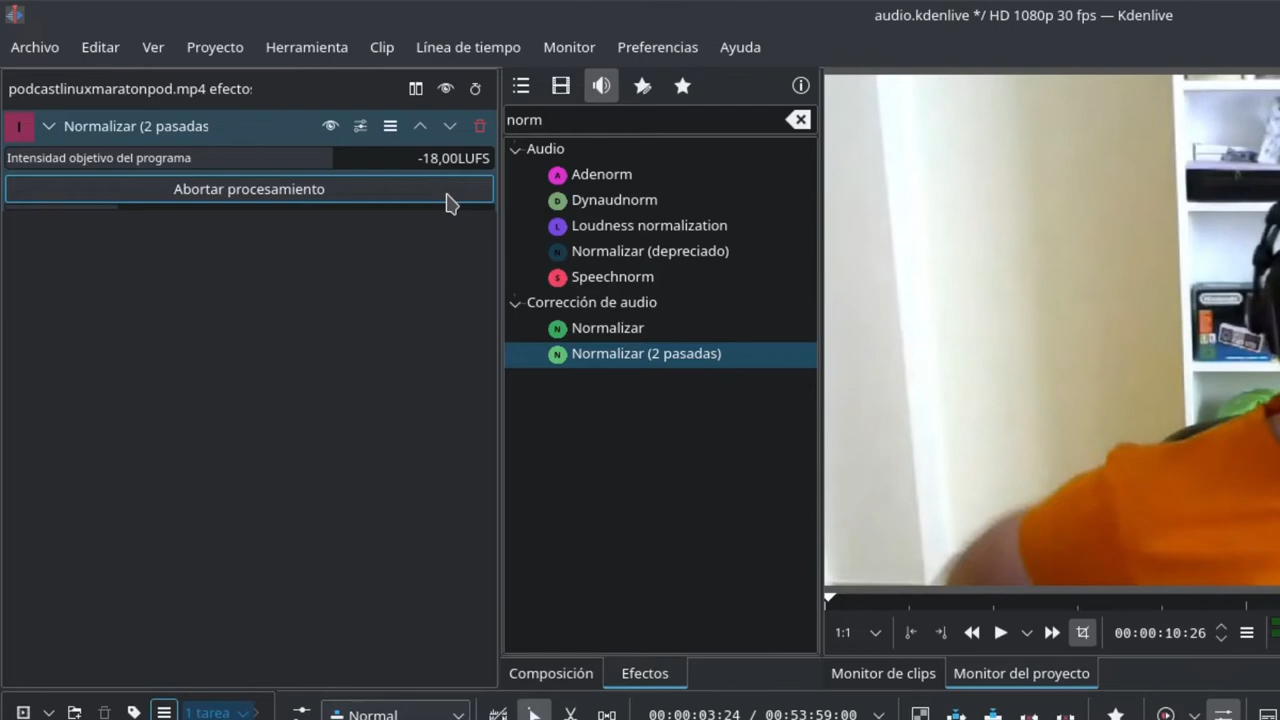 audio.kdenlive */ HD 1080p 30 fps — Kdenlive
Archivo Editar Ver Proyecto Herramienta Clip Línea de tiempo Monitor Preferencias Ayuda
podcastlinuxmaratonpod.mp4 efectos
I Normalizar (2 pasadas
Intensidad objetivo del programa -18,00LUFS
Abortar procesamiento
norm
Audio
A Adenorm
D Dynaudnorm
L Loudness normalization
N Normalizar (depreciado)
S Speechnorm
Corrección de audio
N Normalizar
N Normalizar (2 pasadas)
Nintendo
1:1 00:00:10:26
Composición Efectos Monitor de clips Monitor del proyecto
1 tarea Normal 00:00:03:24 / 00:53:59:00